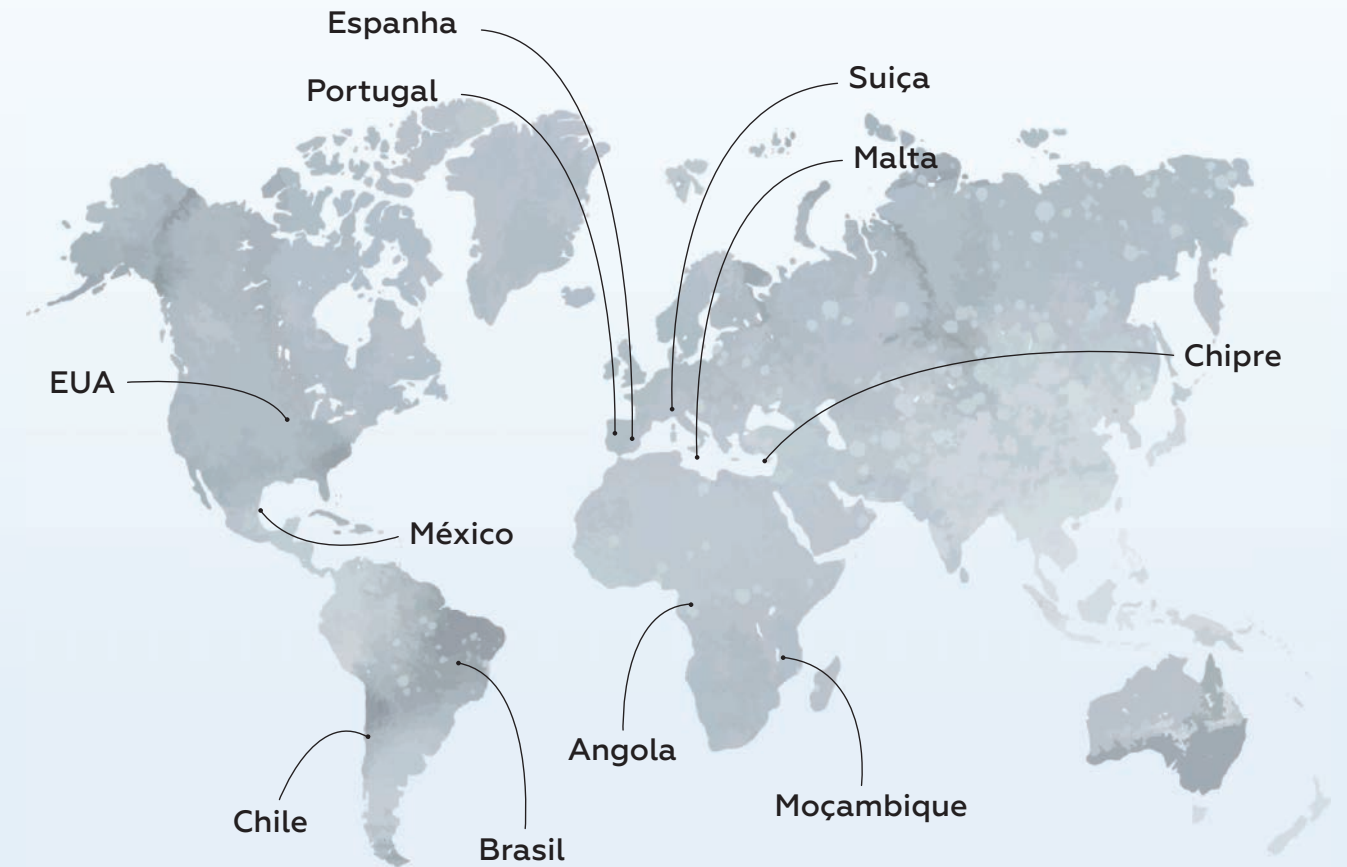 Espanha
Portugal
Suiça
Malta
Chipre
EUA
México
Angola
Moçambique
Chile
Brasil